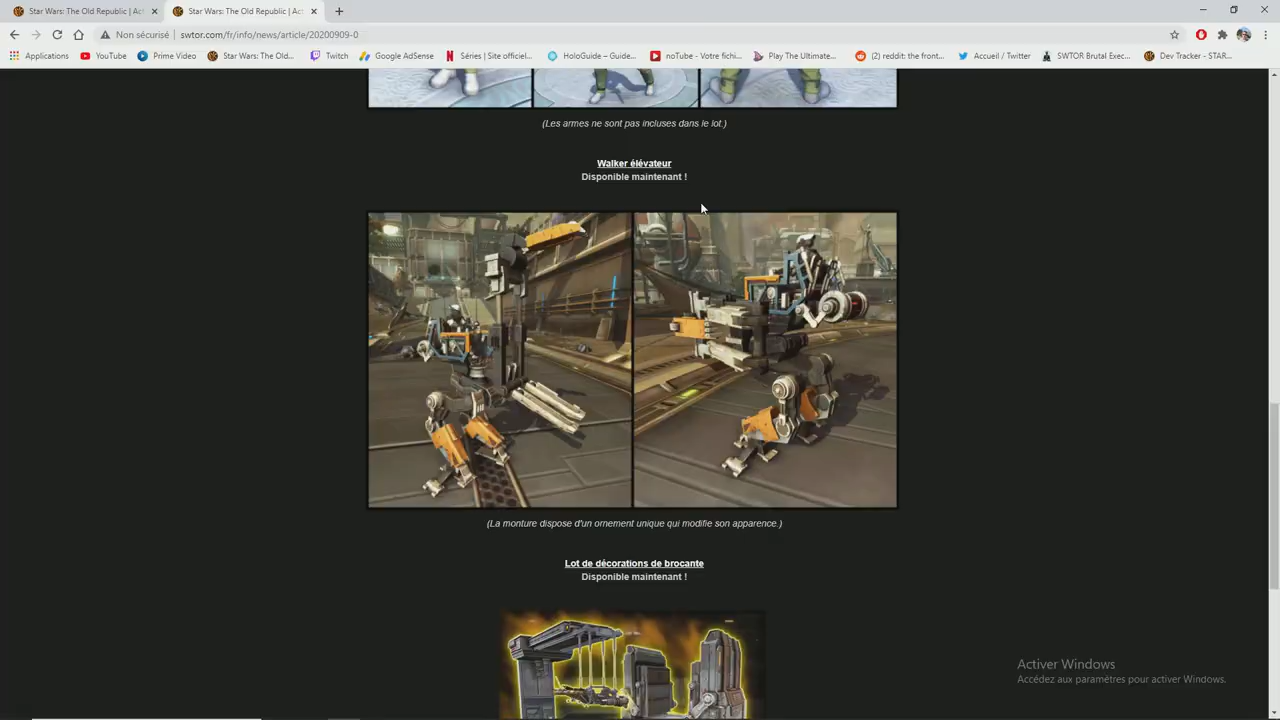 Star Wars: The Old Republic | Act
Star Wars: The Old Republic | Act
Non sécurisé | swtor.com/fr/info/news/article/20200909-0
Applications
YouTube
Prime Video
Star Wars: The Old...
Twitch
Google AdSense
Séries | Site officiel...
HoloGuide – Guide...
noTube - Votre fichi...
Play The Ultimate...
(2) reddit: the front...
Accueil / Twitter
SWTOR Brutal Exec...
Dev Tracker - STAR...
(Les armes ne sont pas incluses dans le lot.)
Walker élévateur
Disponible maintenant !
(La monture dispose d'un ornement unique qui modifie son apparence.)
Lot de décorations de brocante
Disponible maintenant !
Activer Windows
Accédez aux paramètres pour activer Windows.